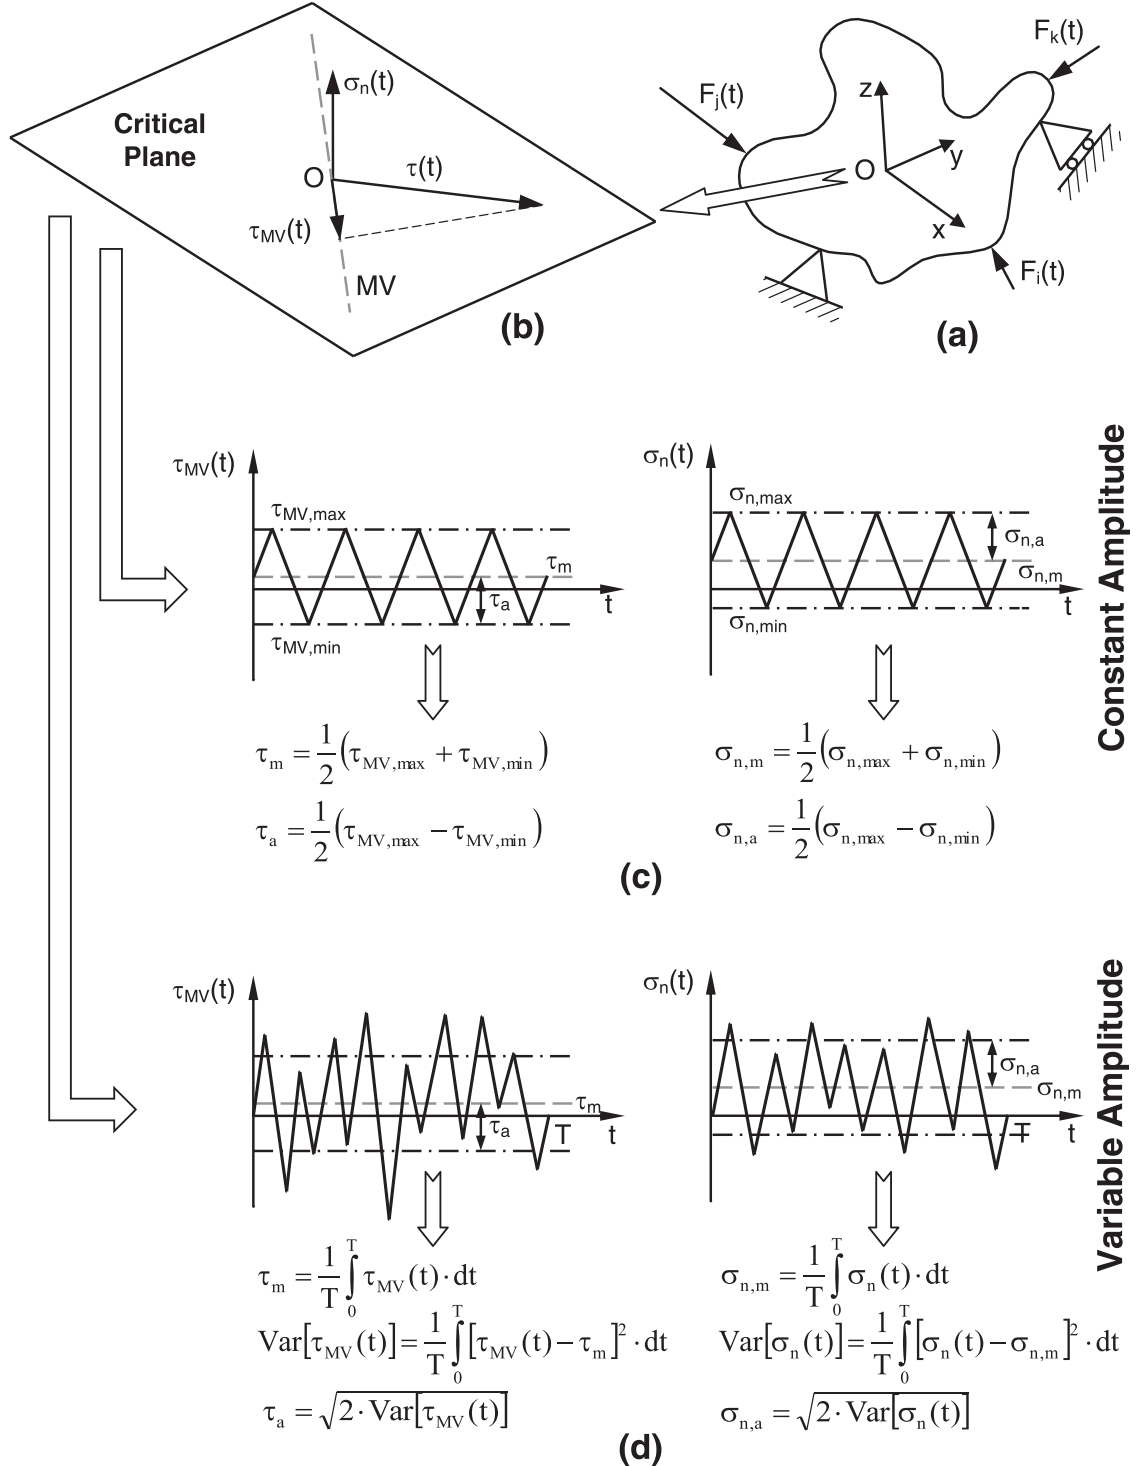 Critical
Plane
O
σn(t)
τ(t)
τMV(t)
MV
(b)
Fk(t)
Fj(t)
z
y
O
x
Fi(t)
(a)
Constant Amplitude
τMV(t)
τMV,max
τm
τa
t
τMV,min
σn(t)
σn,max
σn,a
σn,m
t
σn,min
τm = 1/2 (τMV,max + τMV,min)
τa = 1/2 (τMV,max − τMV,min)
σn,m = 1/2 (σn,max + σn,min)
σn,a = 1/2 (σn,max − σn,min)
(c)
Variable Amplitude
τMV(t)
τm
τa
T
t
σn(t)
σn,a
σn,m
T
t
τm = 1/T ∫₀ᵀ τMV(t)·dt
Var[τMV(t)] = 1/T ∫₀ᵀ [τMV(t) − τm]²·dt
τa = √(2·Var[τMV(t)])
σn,m = 1/T ∫₀ᵀ σn(t)·dt
Var[σn(t)] = 1/T ∫₀ᵀ [σn(t) − σn,m]²·dt
σn,a = √(2·Var[σn(t)])
(d)